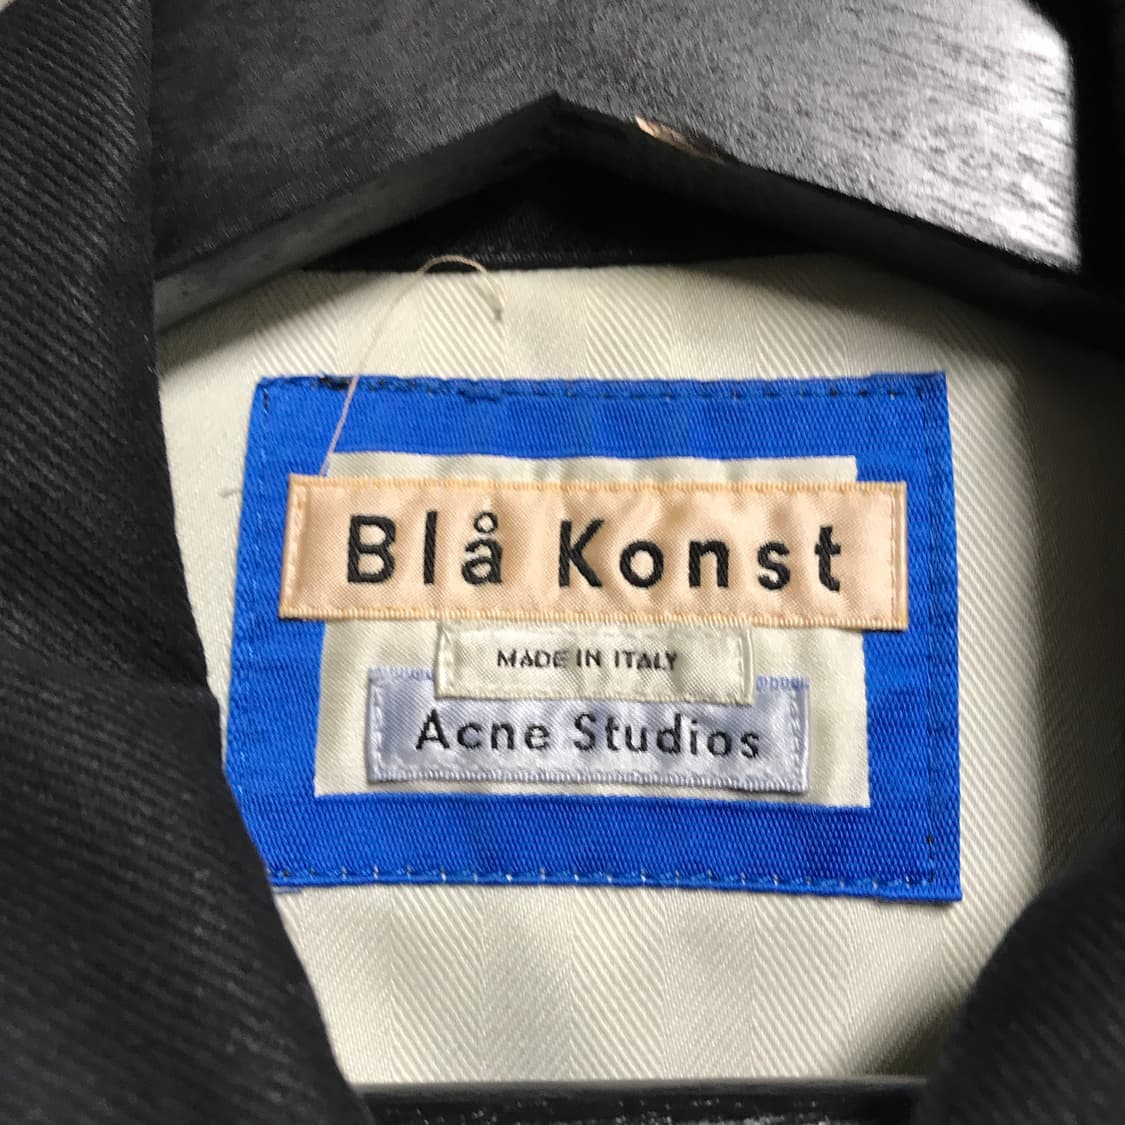 Blå Konst
MADE IN ITALY
Acne Studios